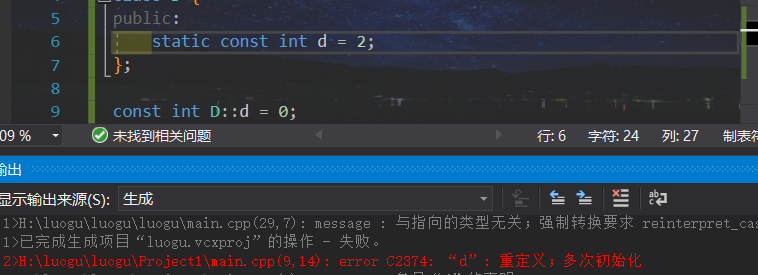 5 public:
6 static const int d = 2;
7 };
8
9 const int D::d = 0;
09 % 未找到相关问题 行: 6 字符: 24 列: 27 制表符
输出
显示输出来源(S): 生成
1>H:\luogu\luogu\luogu\main.cpp(29,7): message : 与指向的类型无关；强制转换要求 reinterpret_cas
1>已完成生成项目“luogu.vcxproj”的操作 - 失败。
2>H:\luogu\luogu\Project1\main.cpp(9,14): error C2374: “d”: 重定义；多次初始化